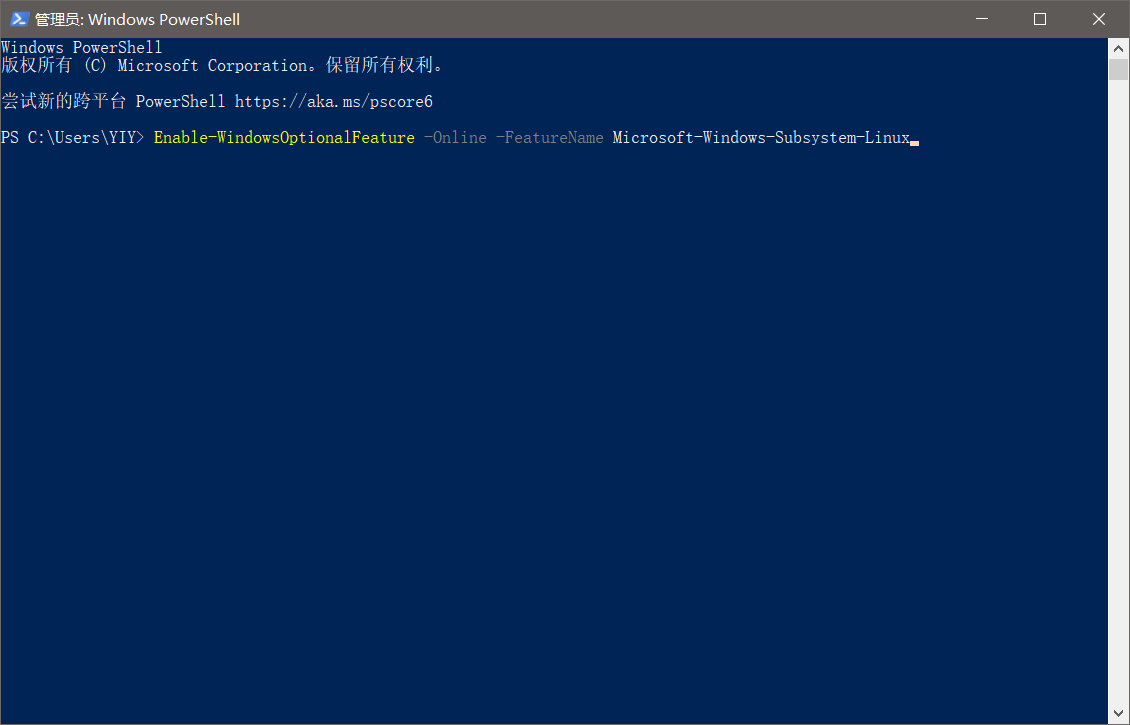 管理员: Windows PowerShell
Windows PowerShell
版权所有 (C) Microsoft Corporation。保留所有权利。
尝试新的跨平台 PowerShell https://aka.ms/pscore6
PS C:\Users\YIY> Enable-WindowsOptionalFeature -Online -FeatureName Microsoft-Windows-Subsystem-Linux